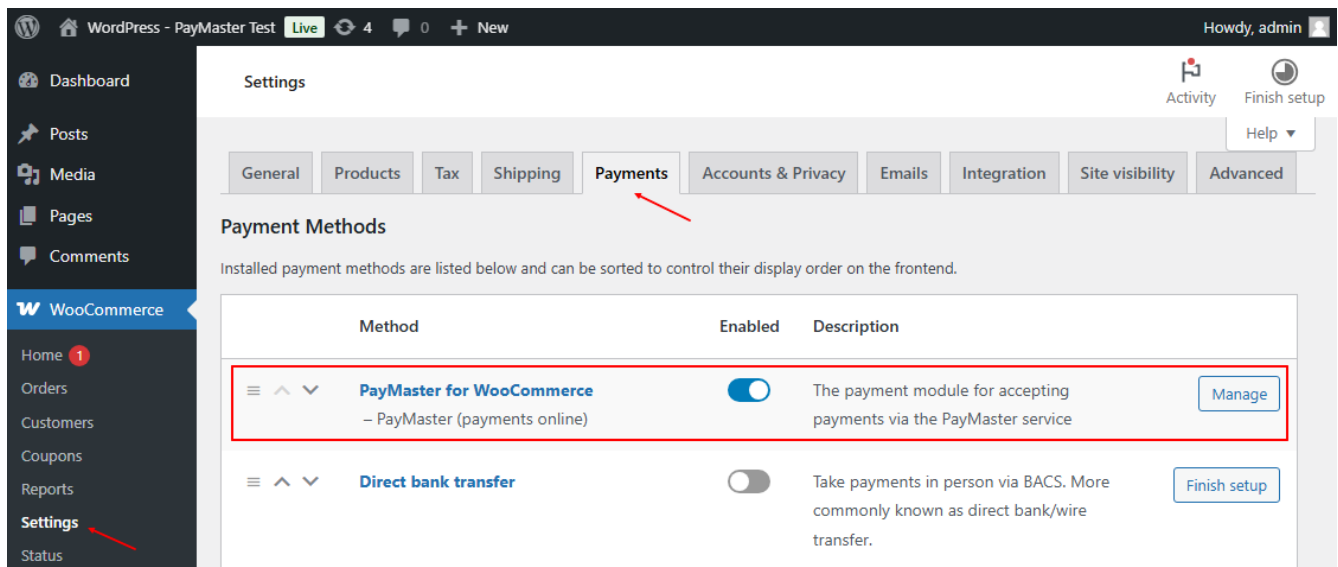 WordPress - PayMaster Test Live 4 0 New Howdy, admin
Dashboard
Posts
Media
Pages
Comments
WooCommerce
Home 1
Orders
Customers
Coupons
Reports
Settings
Status
Settings
Activity
Finish setup
Help
General Products Tax Shipping Payments Accounts & Privacy Emails Integration Site visibility Advanced
Payment Methods
Installed payment methods are listed below and can be sorted to control their display order on the frontend.
Method Enabled Description
PayMaster for WooCommerce
– PayMaster (payments online)
The payment module for accepting
payments via the PayMaster service
Manage
Direct bank transfer
Take payments in person via BACS. More
commonly known as direct bank/wire
transfer.
Finish setup